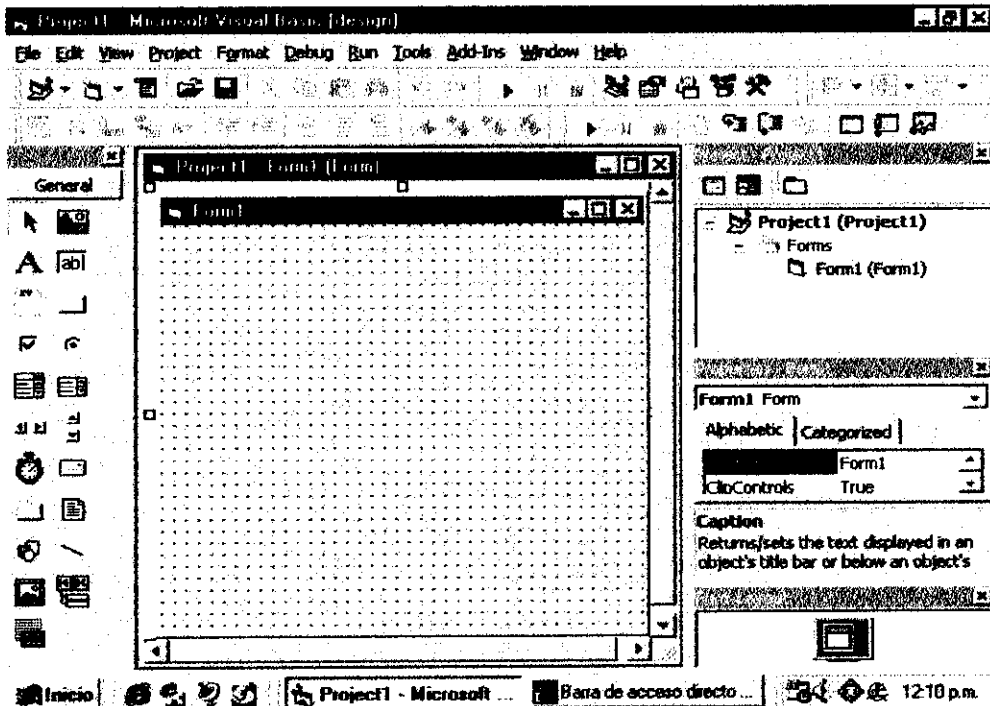 Project1 - Microsoft Visual Basic [design]
File Edit View Project Format Debug Run Tools Add-Ins Window Help
General
Project1 - Form1 (Form)
Form1
A
abl
Project1 (Project1)
Forms
Form1 (Form1)
Form1 Form
Alphabetic Categorized
Form1
ClipControls True
Caption
Returns/sets the text displayed in an
object's title bar or below an object's
Inicio Project1 - Microsoft ... Barra de acceso directo ... 12:10 p.m.